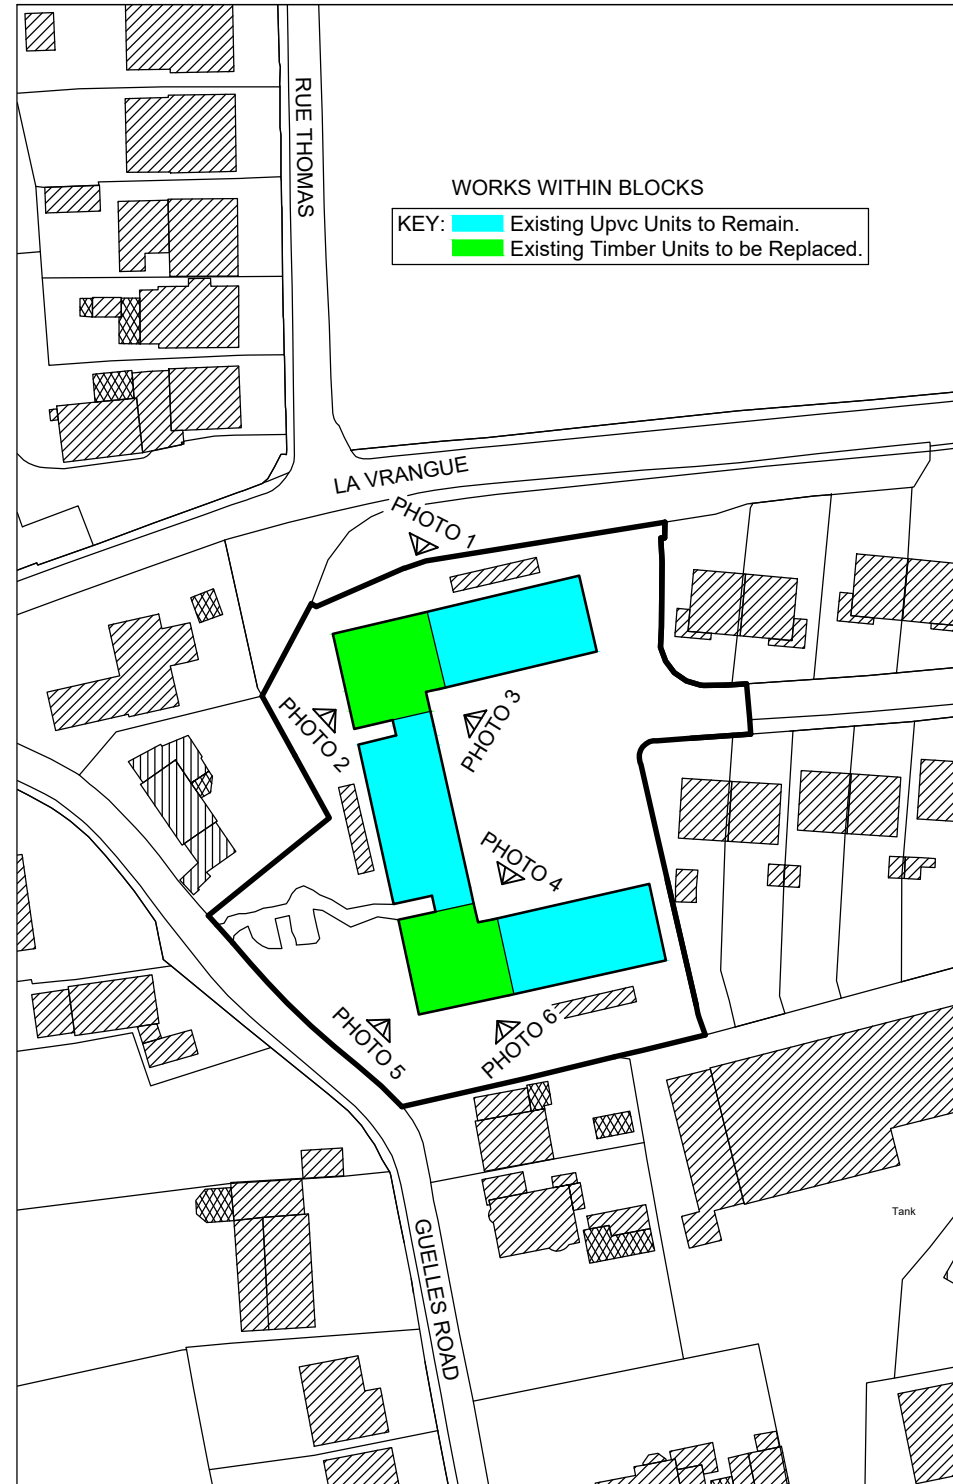 RUE THOMAS
WORKS WITHIN BLOCKS
KEY:
Existing Upvc Units to Remain.
Existing Timber Units to be Replaced.
LA VRANGUE
PHOTO 1
PHOTO 2
PHOTO 3
PHOTO 4
PHOTO 5
PHOTO 6
Tank
GUELLES ROAD